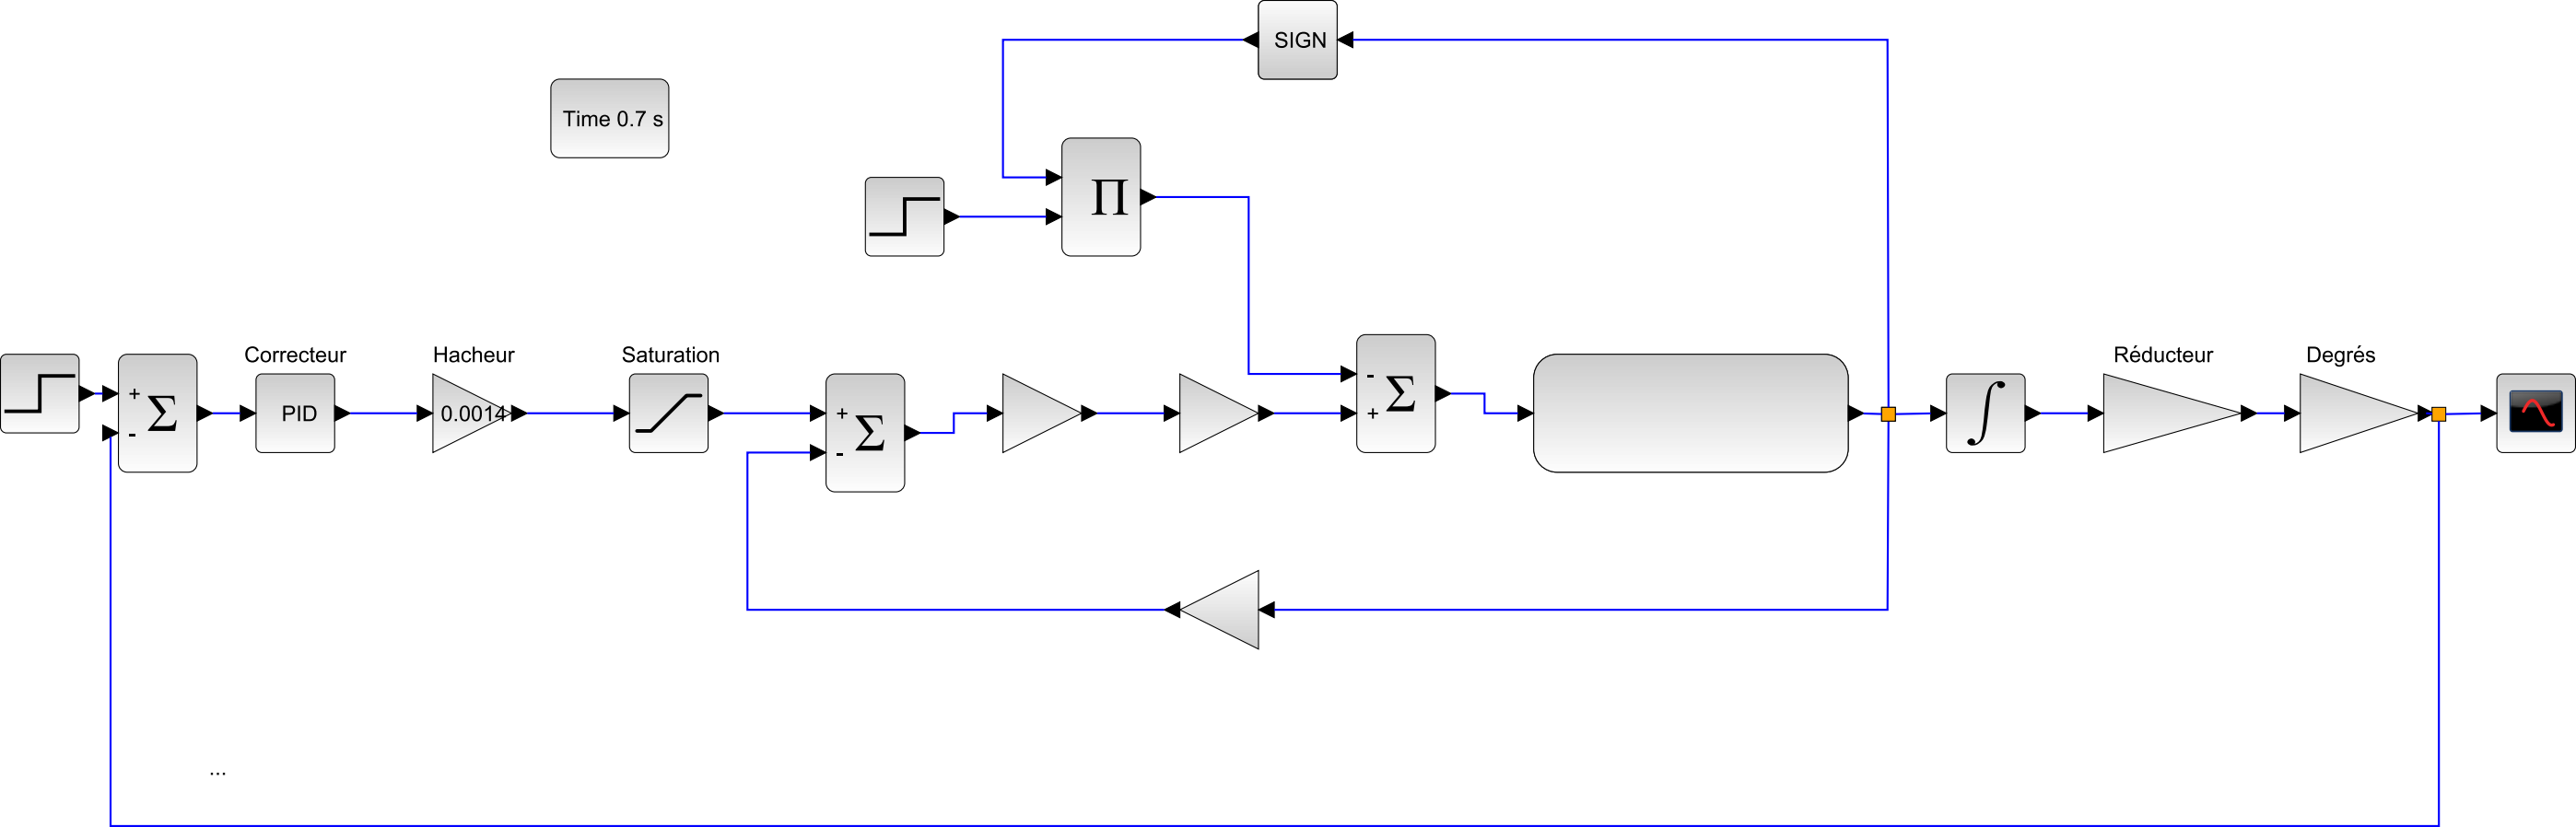 SIGN
Time 0.7 s
Π
Correcteur
Hacheur
Saturation
Réducteur
Degrés
+
-
Σ
PID
0.0014
+
-
Σ
-
+
Σ
∫
...